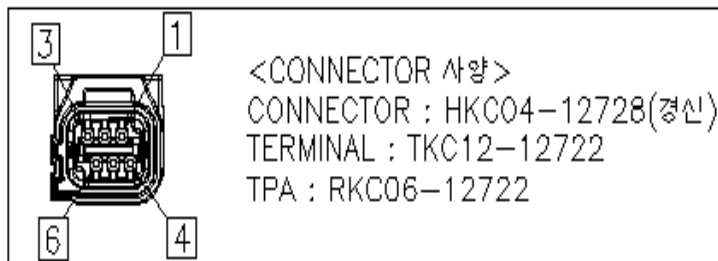 3 1
<CONNECTOR 사양>
CONNECTOR : HKC04-12728(경신)
TERMINAL : TKC12-12722
TPA : RKC06-12722
6 4